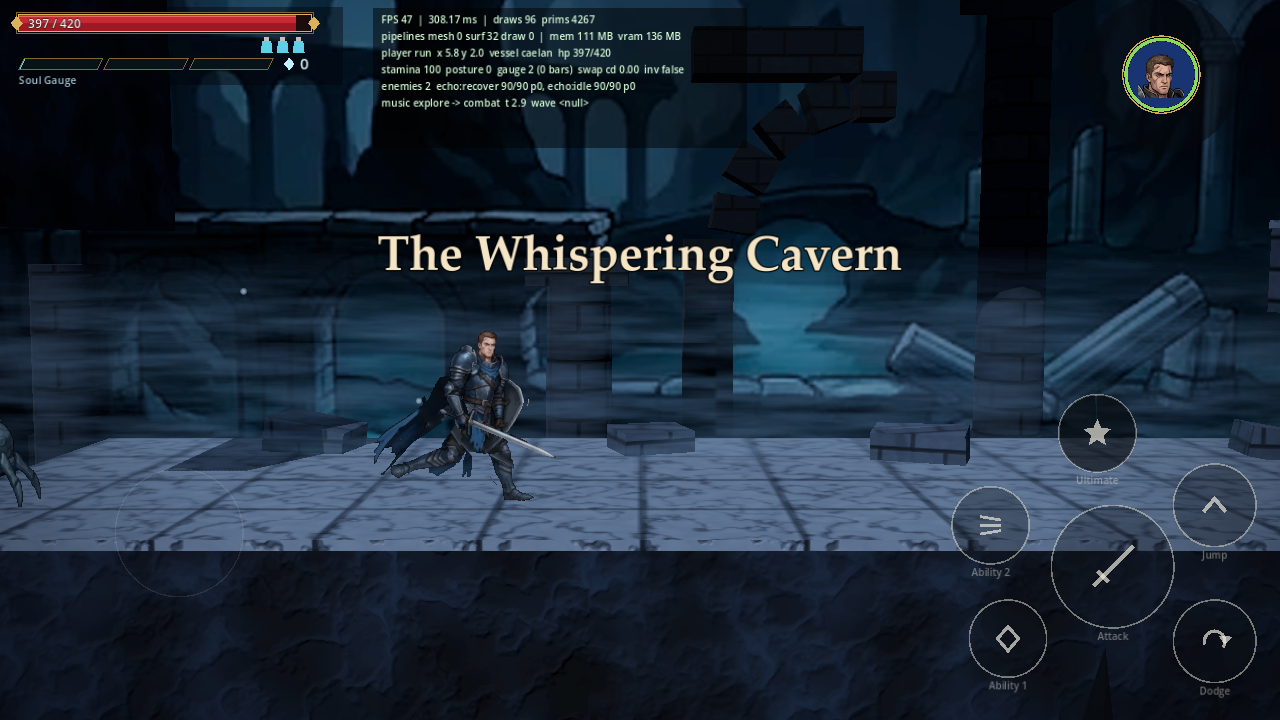 397 / 420
0
Soul Gauge
FPS 47 | 308.17 ms | draws 96 prims 4267
pipelines mesh 0 surf 32 draw 0 | mem 111 MB vram 136 MB
player run x 5.8 y 2.0 vessel caelan hp 397/420
stamina 100 posture 0 gauge 2 (0 bars) swap cd 0.00 inv false
enemies 2 echo:recover 90/90 p0, echo:idle 90/90 p0
music explore -> combat t 2.9 wave <null>
The Whispering Cavern
Ultimate
Jump
Ability 2
Attack
Ability 1
Dodge